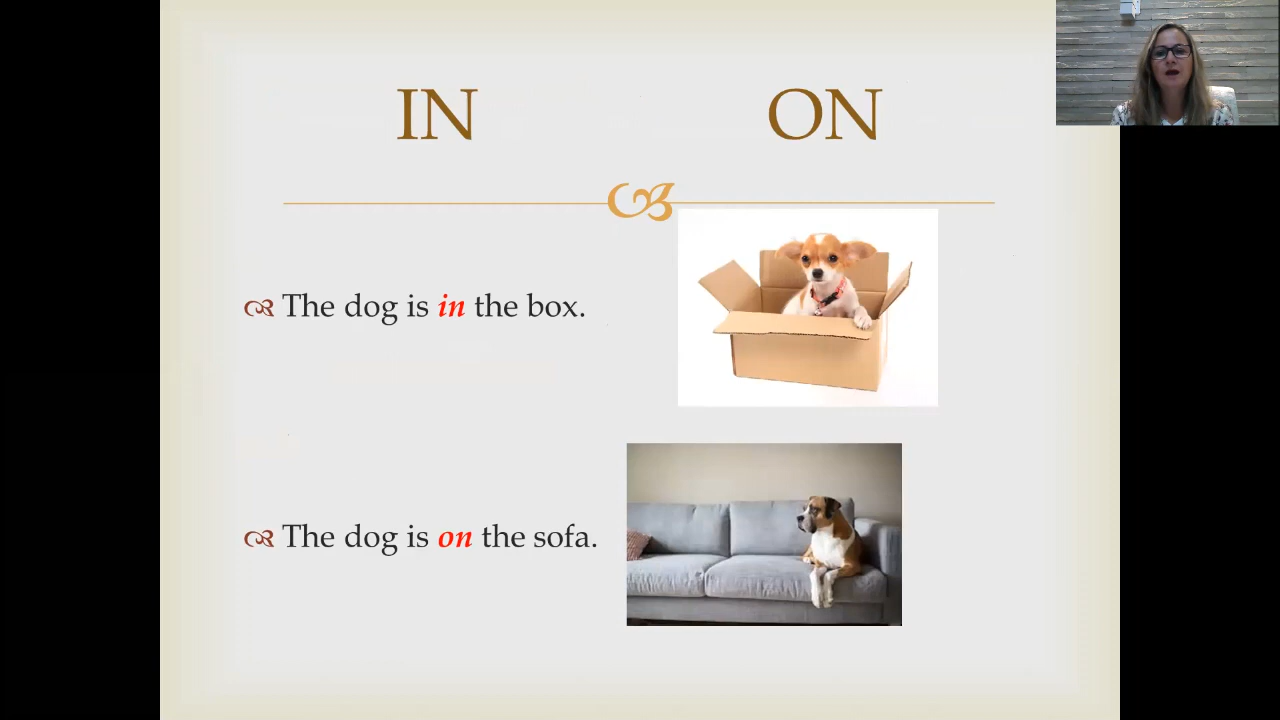 IN ON
The dog is in the box.
The dog is on the sofa.